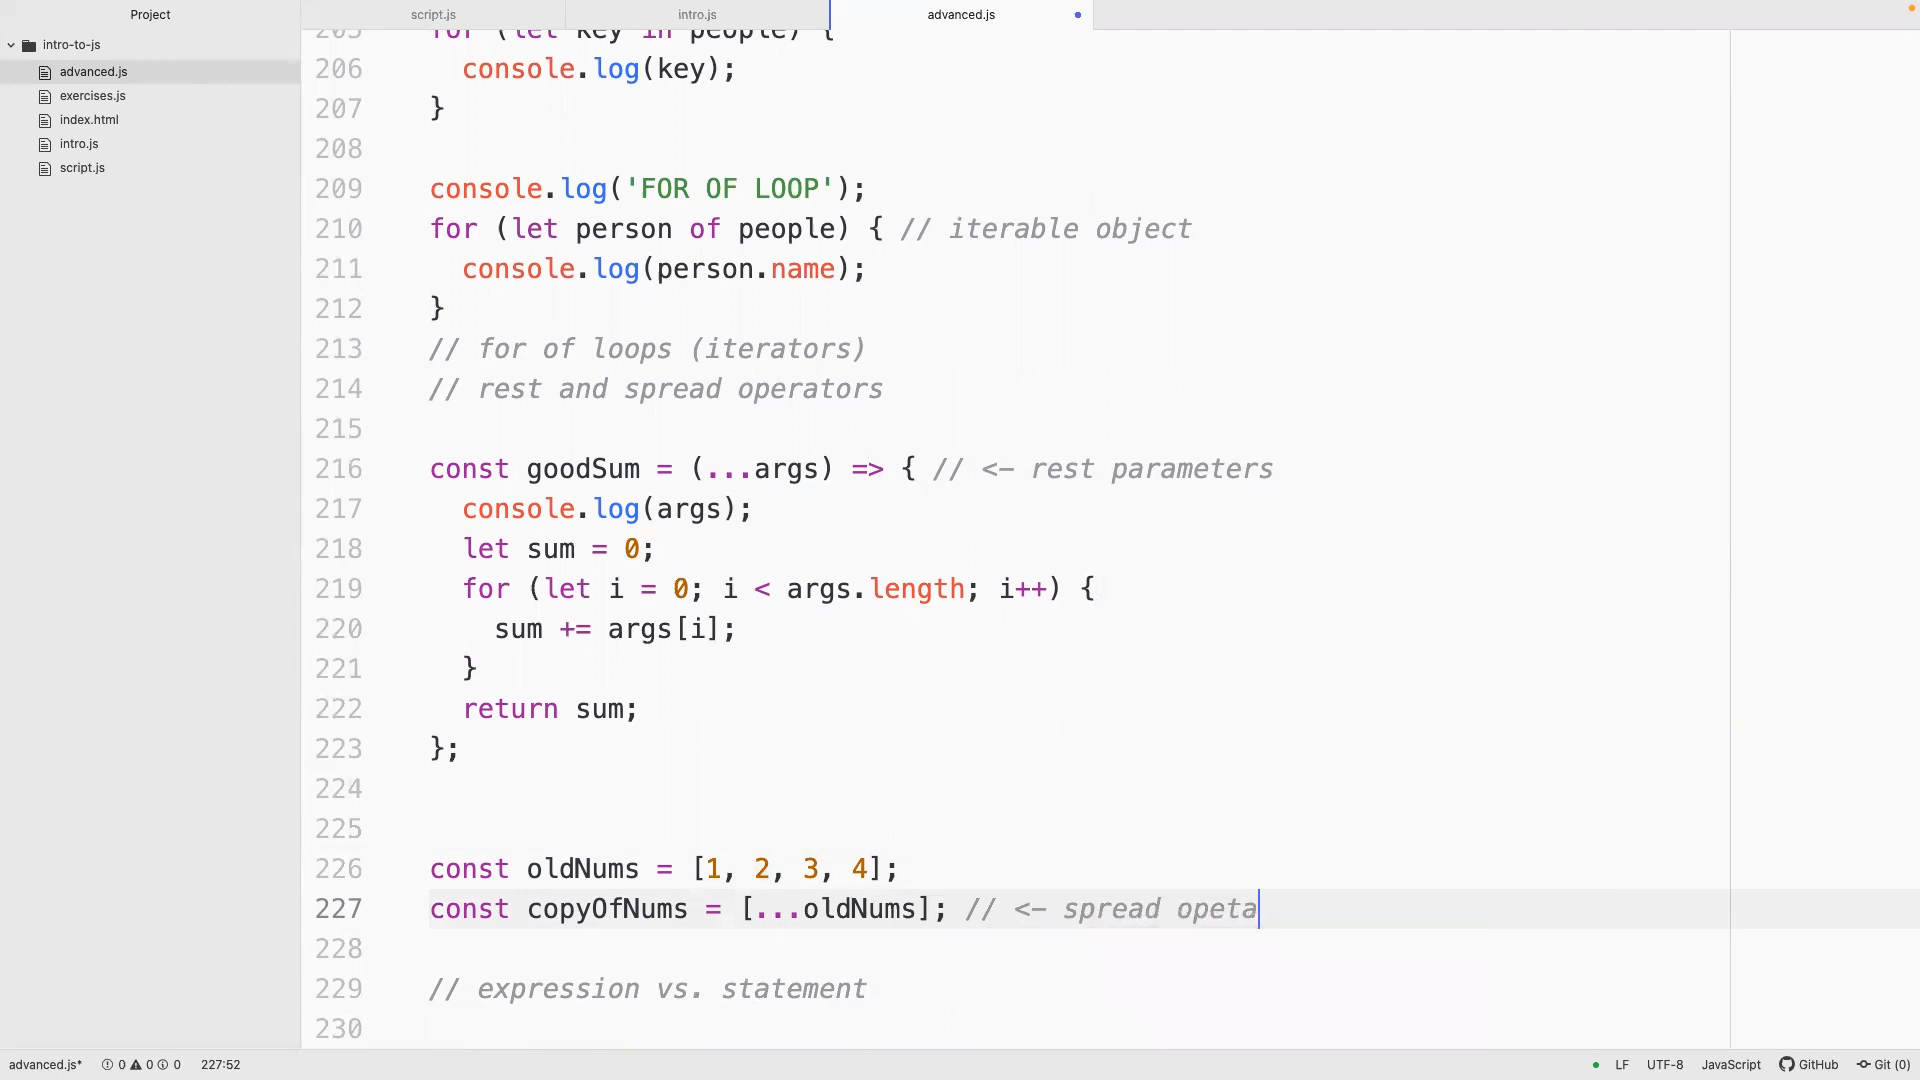 Project
script.js
intro.js
advanced.js
intro-to-js
advanced.js
exercises.js
index.html
intro.js
script.js
205 for (let key in people) {
206 console.log(key);
207 }
208
209 console.log('FOR OF LOOP');
210 for (let person of people) { // iterable object
211 console.log(person.name);
212 }
213 // for of loops (iterators)
214 // rest and spread operators
215
216 const goodSum = (...args) => { // <- rest parameters
217 console.log(args);
218 let sum = 0;
219 for (let i = 0; i < args.length; i++) {
220 sum += args[i];
221 }
222 return sum;
223 };
224
225
226 const oldNums = [1, 2, 3, 4];
227 const copyOfNums = [...oldNums]; // <- spread opeta
228
229 // expression vs. statement
230
advanced.js* 0 0 0 227:52 LF UTF-8 JavaScript GitHub Git (0)